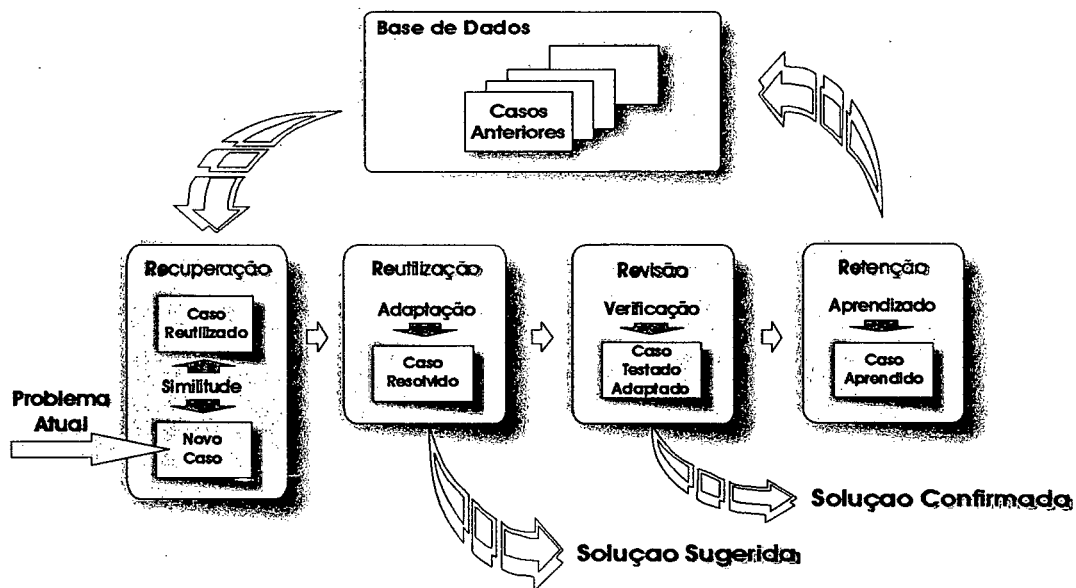 Base de Dados
Casos
Anteriores
Recuperação
Caso
Reutilizado
Similitude
Novo
Caso
Problema
Atual
Reutilização
Adaptação
Caso
Resolvido
Revisão
Verificação
Caso
Testado
Adaptado
Retenção
Aprendizado
Caso
Aprendido
Soluçao Confirmada
Soluçao Sugerida